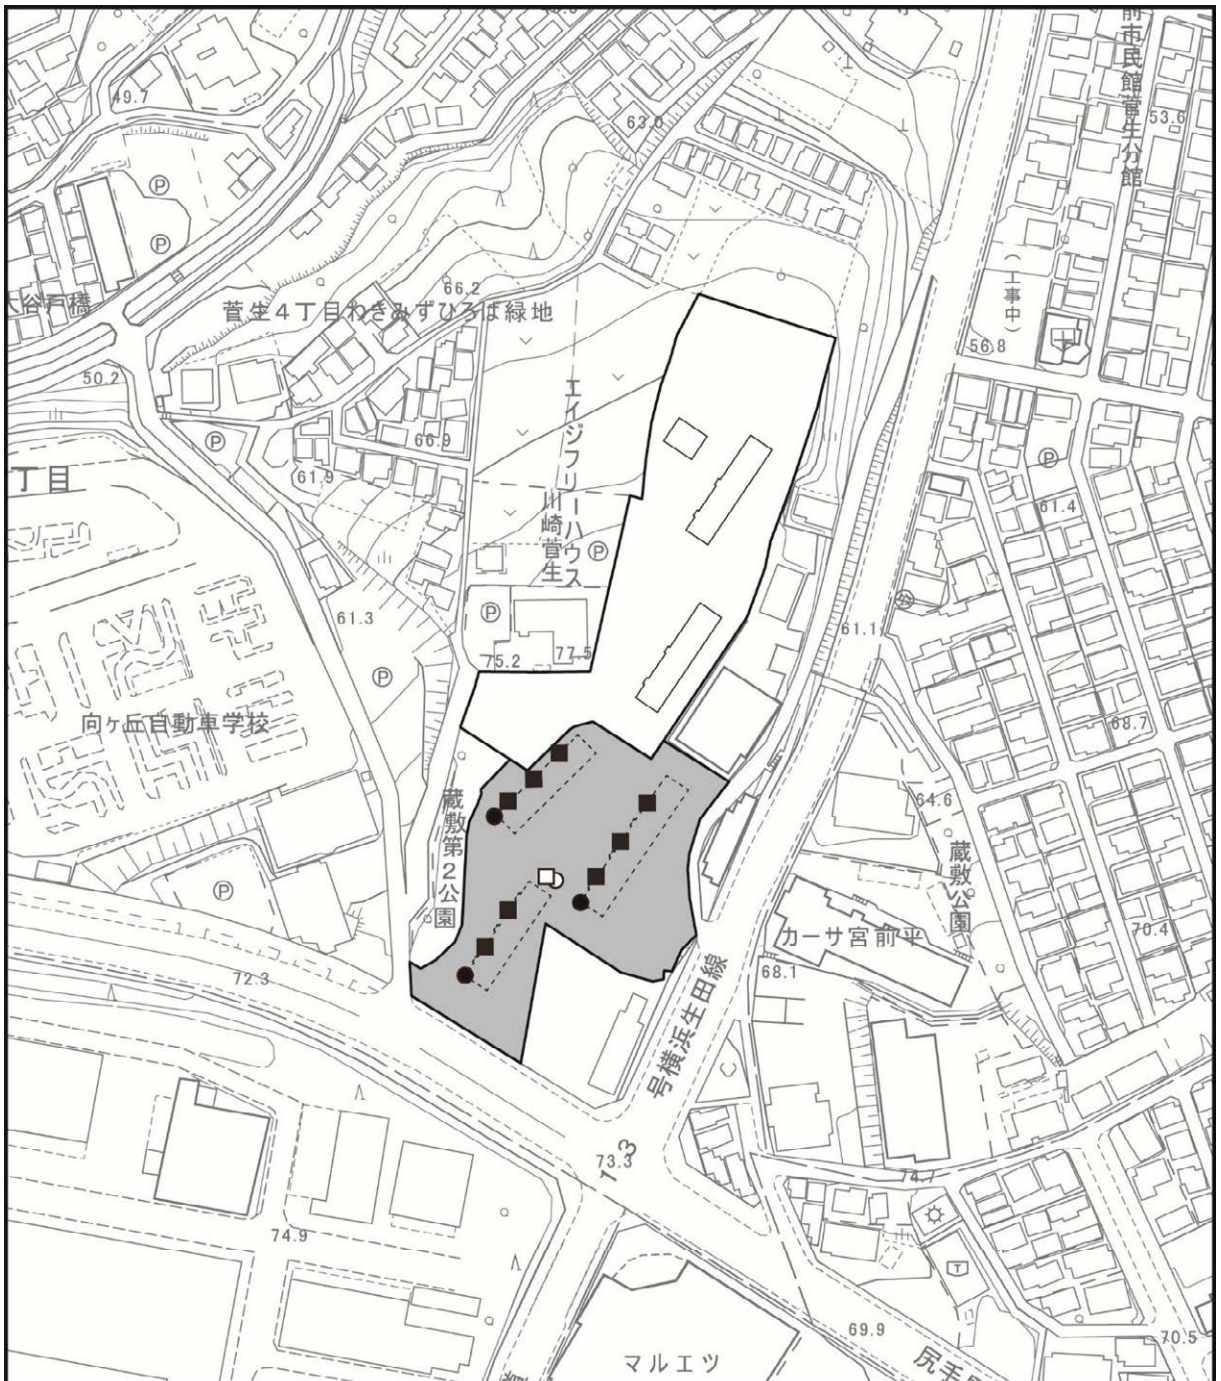 49.7
63.0
前市民館菅生分館
53.6
P
P
66.2
大谷戸橋
菅生4丁目わきみずひろば緑地
(工事中)
56.8
50.2
エイジフリーハウス
川崎菅生
P
66.9
P
丁目
61.9
61.4
P
P
61.3
61.1
75.2
77.5
P
68.7
向ヶ丘自動車学校
蔵敷第2公園
64.6
蔵敷公園
P
カーサ宮前平
70.4
72.3
68.1
号横浜生田線
13
73.3
74.7
74.9
T
69.9
70.5
マルエツ
尻手